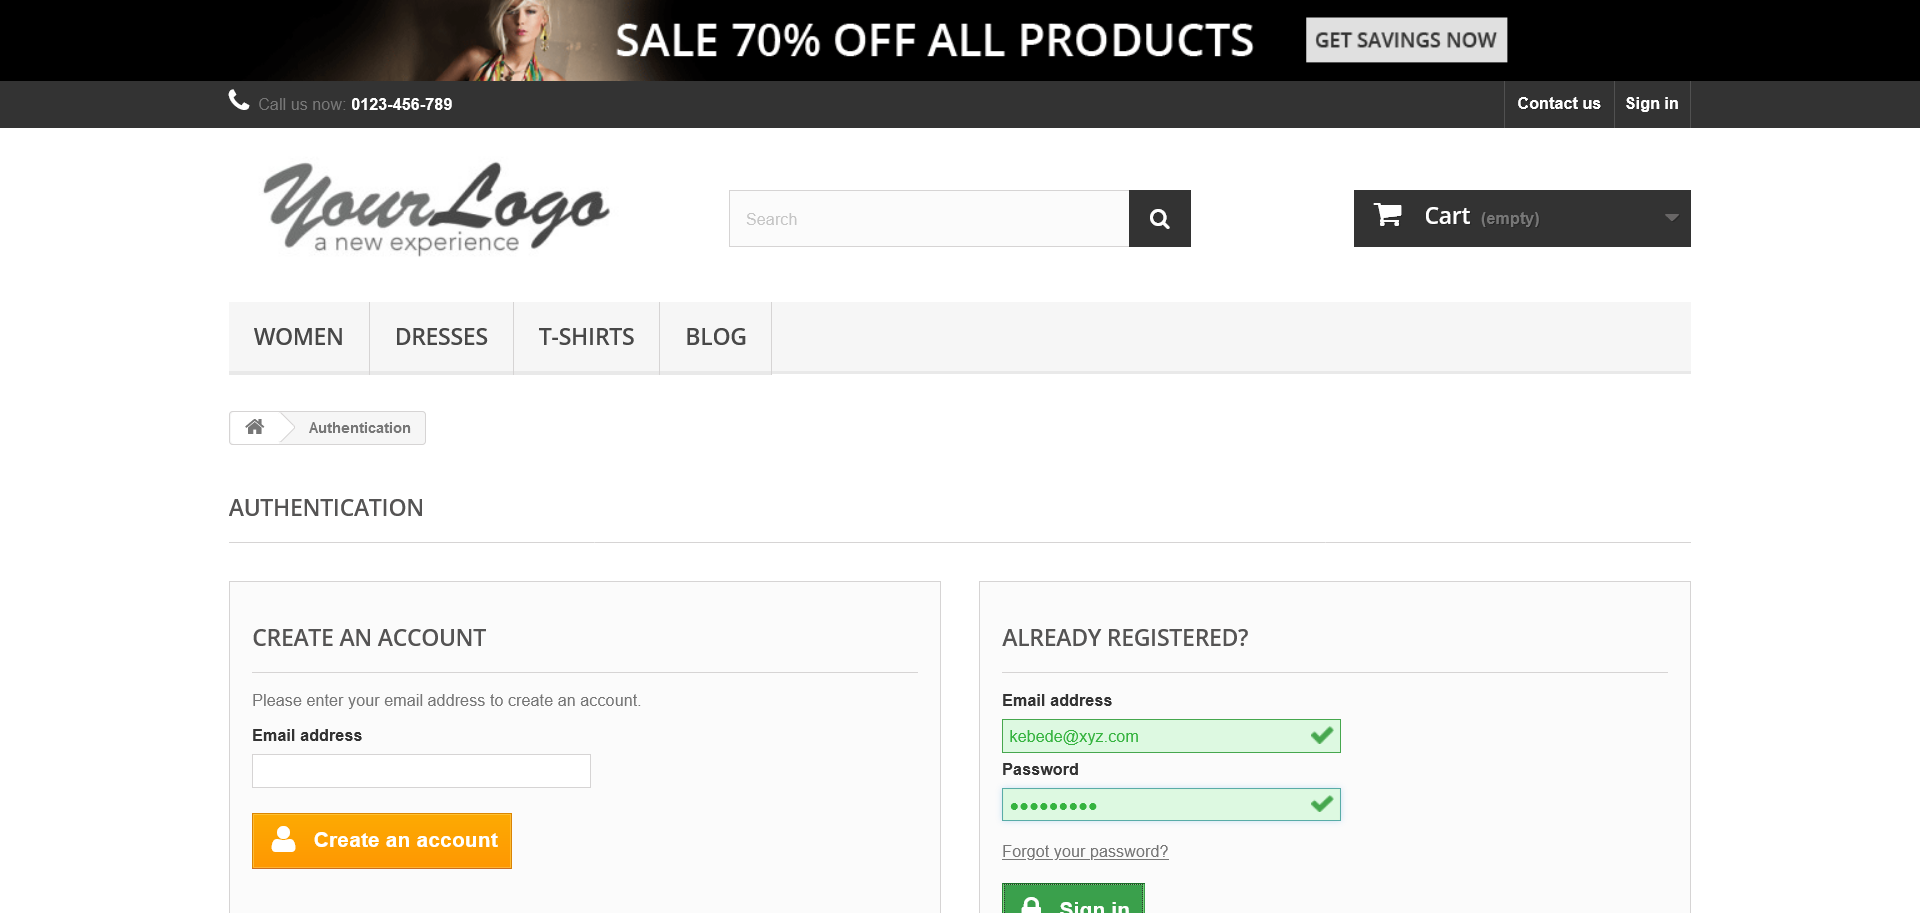 SALE 70% OFF ALL PRODUCTS
GET SAVINGS NOW
Call us now: 0123-456-789
Contact us
Sign in
YourLogo
a new experience
Search
Cart (empty)
WOMEN
DRESSES
T-SHIRTS
BLOG
Authentication
AUTHENTICATION
CREATE AN ACCOUNT
Please enter your email address to create an account.
Email address
Create an account
ALREADY REGISTERED?
Email address
kebede@xyz.com
Password
Forgot your password?
Sign in